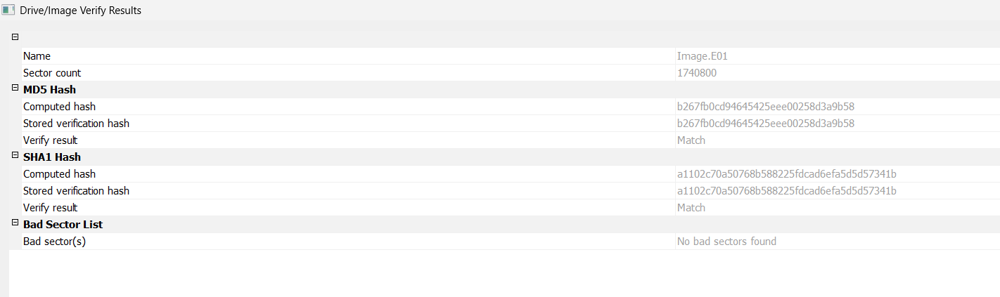 Drive/Image Verify Results
Name Image.E01
Sector count 1740800
MD5 Hash
Computed hash b267fb0cd94645425eee00258d3a9b58
Stored verification hash b267fb0cd94645425eee00258d3a9b58
Verify result Match
SHA1 Hash
Computed hash a1102c70a50768b588225fdcad6efa5d5d57341b
Stored verification hash a1102c70a50768b588225fdcad6efa5d5d57341b
Verify result Match
Bad Sector List
Bad sector(s) No bad sectors found